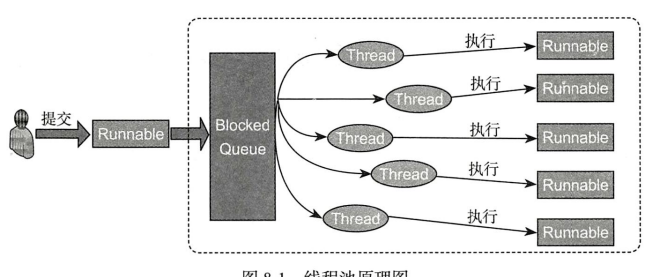 提交
Runnable
Blocked
Queue
Thread
执行
Runnable
Thread
执行
Runnable
Thread
执行
Runnable
Thread
执行
Runnable
Thread
执行
Runnable
图 8-1 线程池原理图